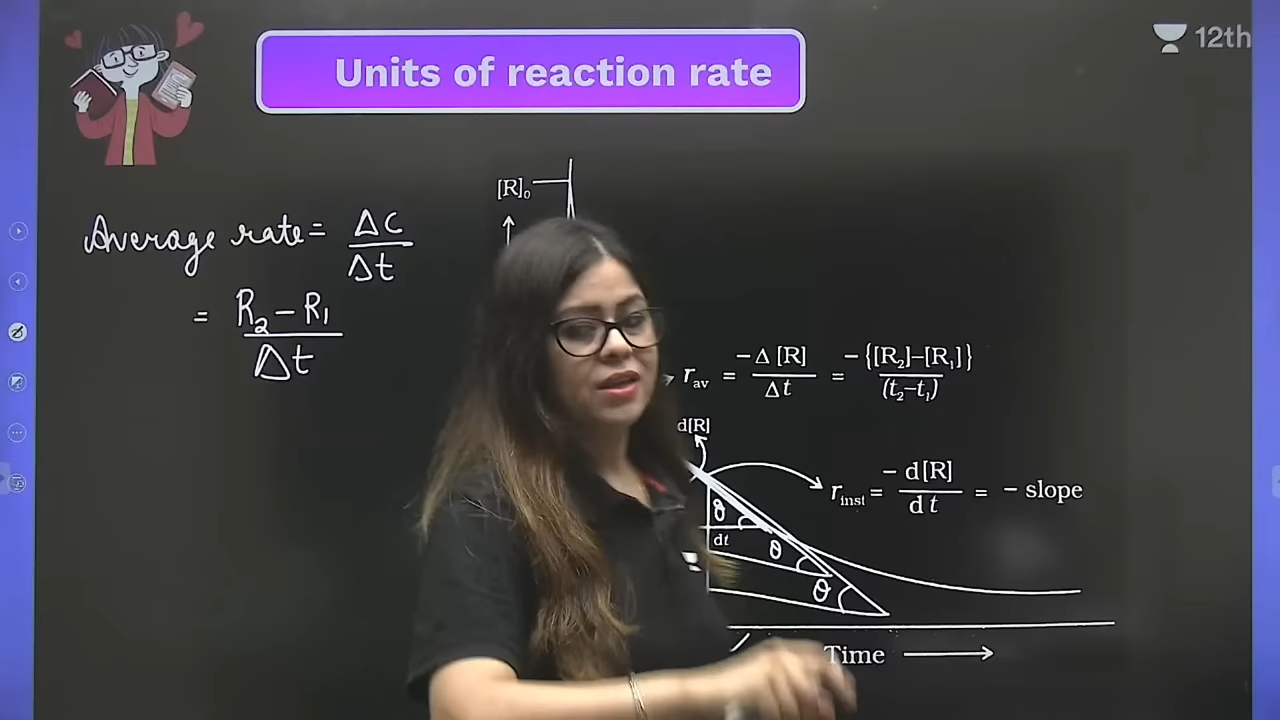 Units of reaction rate
12th
[R]₀
Average rate = Δc / Δt
= R₂ – R₁ / Δt
r_av = –Δ [R] / Δt = –{[R₂]–[R₁]} / (t₂–t₁)
d[R]
r_inst = – d[R] / dt = – slope
θ
dt
θ
θ
Time